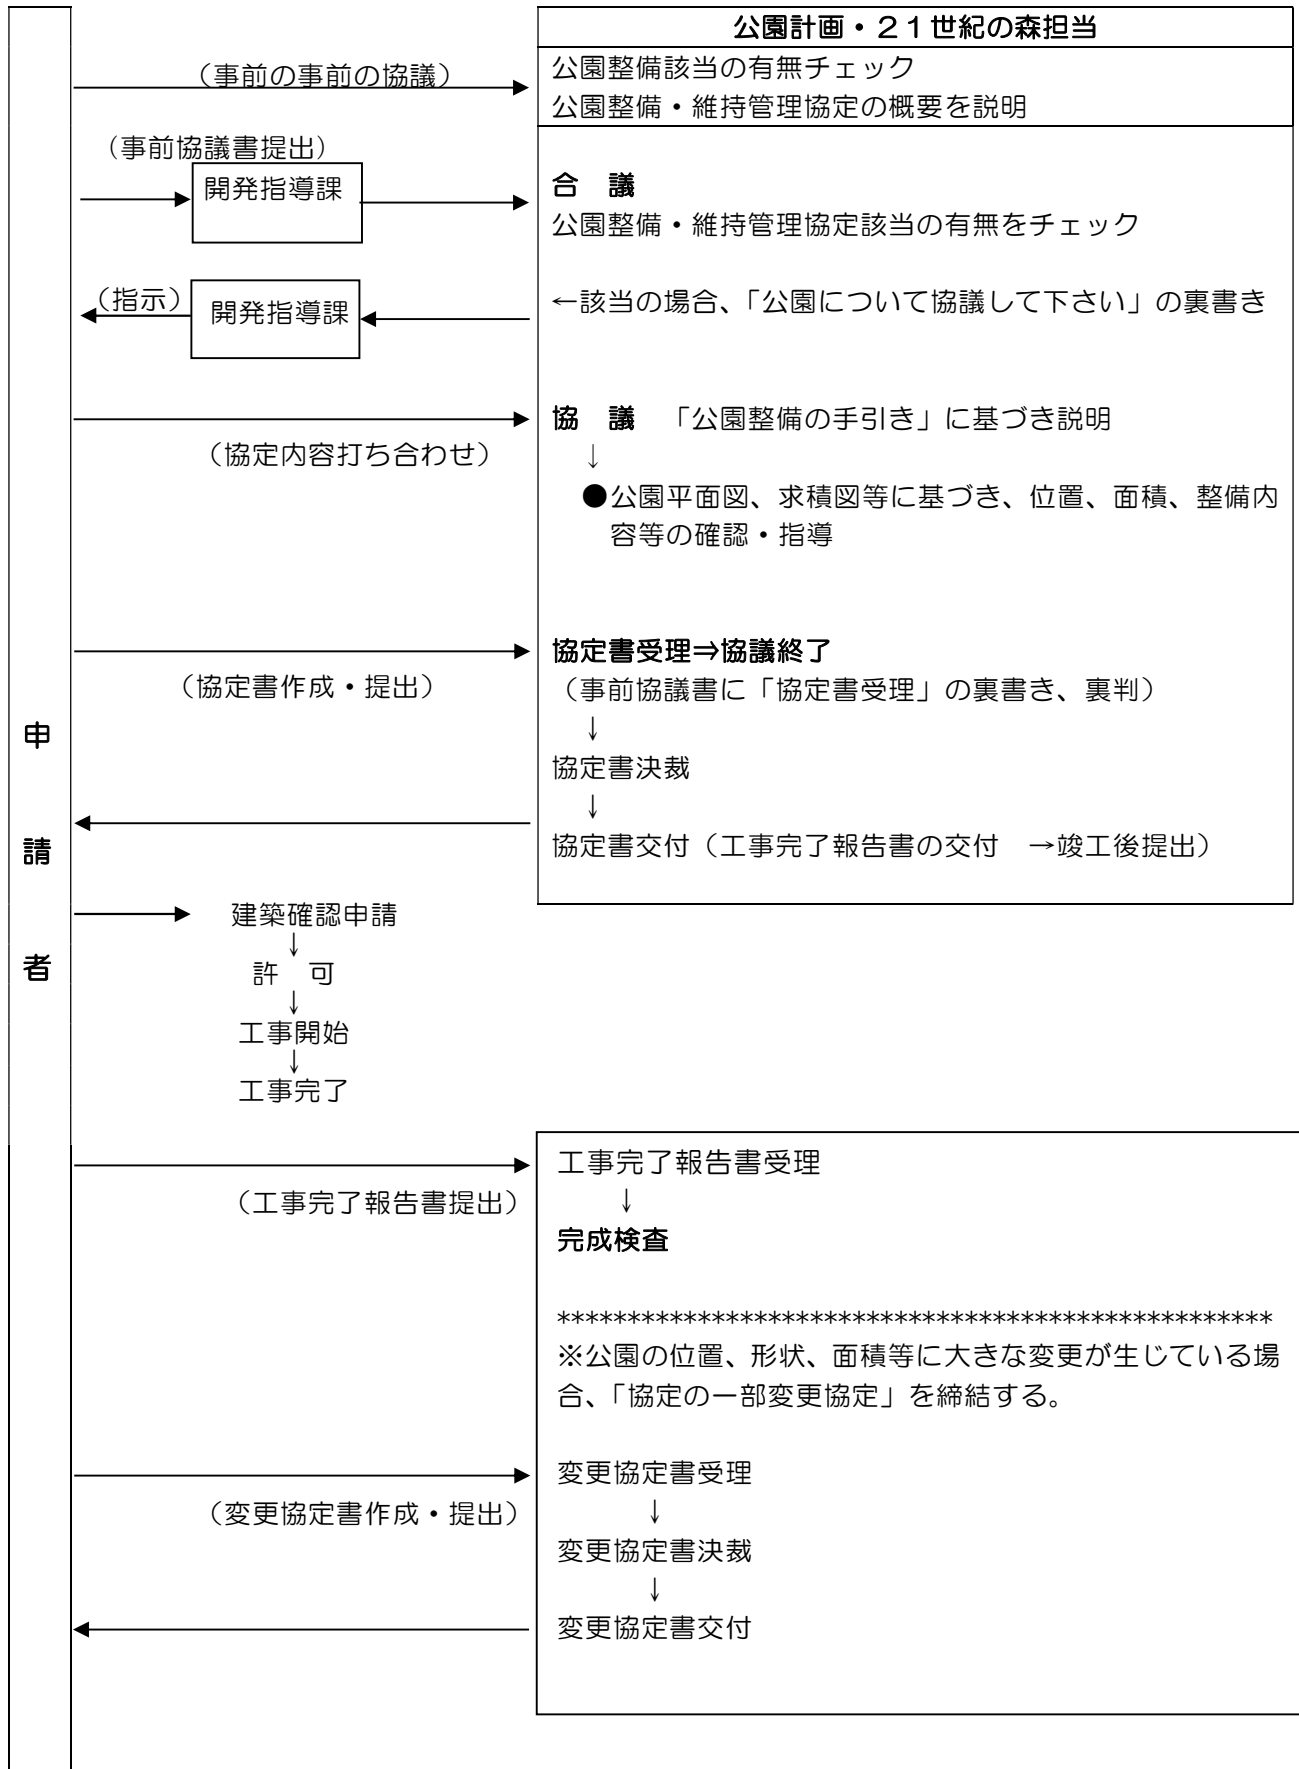 公園計画・２１世紀の森担当
（事前の事前の協議）
公園整備該当の有無チェック
公園整備・維持管理協定の概要を説明
（事前協議書提出）
開発指導課
合　議
公園整備・維持管理協定該当の有無をチェック
（指示）
開発指導課
←該当の場合、「公園について協議して下さい」の裏書き
協　議　「公園整備の手引き」に基づき説明
（協定内容打ち合わせ）
↓
●公園平面図、求積図等に基づき、位置、面積、整備内
容等の確認・指導
協定書受理⇒協議終了
（協定書作成・提出）
（事前協議書に「協定書受理」の裏書き、裏判）
↓
協定書決裁
↓
協定書交付（工事完了報告書の交付　→竣工後提出）
申
請
者
建築確認申請
↓
許　可
↓
工事開始
↓
工事完了
工事完了報告書受理
（工事完了報告書提出）
↓
完成検査
***************************************************
※公園の位置、形状、面積等に大きな変更が生じている場
合、「協定の一部変更協定」を締結する。
変更協定書受理
（変更協定書作成・提出）
↓
変更協定書決裁
↓
変更協定書交付